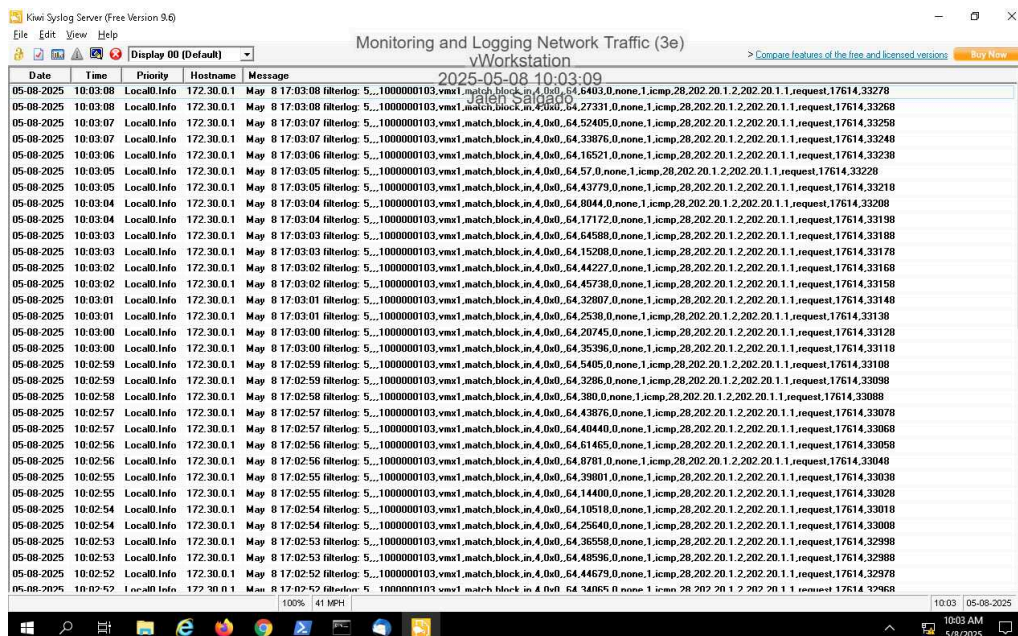 Kiwi Syslog Server (Free Version 9.6)
File Edit View Help
Display 00 (Default)
> Compare features of the free and licensed versions Buy Now
Monitoring and Logging Network Traffic (3e)
vWorkstation
2025-05-08 10:03:09
Jalen Salgado
Date Time Priority Hostname Message
05-08-2025 10:03:08 Local0.Info 172.30.0.1 May 8 17:03:08 filterlog: 5,,,1000000103,vmx1,match,block,in,4,0x0,,64,6403,0,none,1,icmp,28,202.20.1.2,202.20.1.1,request,17614,33278
05-08-2025 10:03:08 Local0.Info 172.30.0.1 May 8 17:03:08 filterlog: 5,,,1000000103,vmx1,match,block,in,4,0x0,,64,27331,0,none,1,icmp,28,202.20.1.2,202.20.1.1,request,17614,33268
05-08-2025 10:03:07 Local0.Info 172.30.0.1 May 8 17:03:07 filterlog: 5,,,1000000103,vmx1,match,block,in,4,0x0,,64,52405,0,none,1,icmp,28,202.20.1.2,202.20.1.1,request,17614,33258
05-08-2025 10:03:07 Local0.Info 172.30.0.1 May 8 17:03:07 filterlog: 5,,,1000000103,vmx1,match,block,in,4,0x0,,64,33876,0,none,1,icmp,28,202.20.1.2,202.20.1.1,request,17614,33248
05-08-2025 10:03:06 Local0.Info 172.30.0.1 May 8 17:03:06 filterlog: 5,,,1000000103,vmx1,match,block,in,4,0x0,,64,16521,0,none,1,icmp,28,202.20.1.2,202.20.1.1,request,17614,33238
05-08-2025 10:03:05 Local0.Info 172.30.0.1 May 8 17:03:05 filterlog: 5,,,1000000103,vmx1,match,block,in,4,0x0,,64,57,0,none,1,icmp,28,202.20.1.2,202.20.1.1,request,17614,33228
05-08-2025 10:03:05 Local0.Info 172.30.0.1 May 8 17:03:05 filterlog: 5,,,1000000103,vmx1,match,block,in,4,0x0,,64,43779,0,none,1,icmp,28,202.20.1.2,202.20.1.1,request,17614,33218
05-08-2025 10:03:04 Local0.Info 172.30.0.1 May 8 17:03:04 filterlog: 5,,,1000000103,vmx1,match,block,in,4,0x0,,64,8044,0,none,1,icmp,28,202.20.1.2,202.20.1.1,request,17614,33208
05-08-2025 10:03:04 Local0.Info 172.30.0.1 May 8 17:03:04 filterlog: 5,,,1000000103,vmx1,match,block,in,4,0x0,,64,17172,0,none,1,icmp,28,202.20.1.2,202.20.1.1,request,17614,33198
05-08-2025 10:03:03 Local0.Info 172.30.0.1 May 8 17:03:03 filterlog: 5,,,1000000103,vmx1,match,block,in,4,0x0,,64,64588,0,none,1,icmp,28,202.20.1.2,202.20.1.1,request,17614,33188
05-08-2025 10:03:03 Local0.Info 172.30.0.1 May 8 17:03:03 filterlog: 5,,,1000000103,vmx1,match,block,in,4,0x0,,64,15208,0,none,1,icmp,28,202.20.1.2,202.20.1.1,request,17614,33178
05-08-2025 10:03:02 Local0.Info 172.30.0.1 May 8 17:03:02 filterlog: 5,,,1000000103,vmx1,match,block,in,4,0x0,,64,44227,0,none,1,icmp,28,202.20.1.2,202.20.1.1,request,17614,33168
05-08-2025 10:03:02 Local0.Info 172.30.0.1 May 8 17:03:02 filterlog: 5,,,1000000103,vmx1,match,block,in,4,0x0,,64,45738,0,none,1,icmp,28,202.20.1.2,202.20.1.1,request,17614,33158
05-08-2025 10:03:01 Local0.Info 172.30.0.1 May 8 17:03:01 filterlog: 5,,,1000000103,vmx1,match,block,in,4,0x0,,64,32807,0,none,1,icmp,28,202.20.1.2,202.20.1.1,request,17614,33148
05-08-2025 10:03:01 Local0.Info 172.30.0.1 May 8 17:03:01 filterlog: 5,,,1000000103,vmx1,match,block,in,4,0x0,,64,2538,0,none,1,icmp,28,202.20.1.2,202.20.1.1,request,17614,33138
05-08-2025 10:03:00 Local0.Info 172.30.0.1 May 8 17:03:00 filterlog: 5,,,1000000103,vmx1,match,block,in,4,0x0,,64,20745,0,none,1,icmp,28,202.20.1.2,202.20.1.1,request,17614,33128
05-08-2025 10:03:00 Local0.Info 172.30.0.1 May 8 17:03:00 filterlog: 5,,,1000000103,vmx1,match,block,in,4,0x0,,64,35396,0,none,1,icmp,28,202.20.1.2,202.20.1.1,request,17614,33118
05-08-2025 10:02:59 Local0.Info 172.30.0.1 May 8 17:02:59 filterlog: 5,,,1000000103,vmx1,match,block,in,4,0x0,,64,5405,0,none,1,icmp,28,202.20.1.2,202.20.1.1,request,17614,33108
05-08-2025 10:02:59 Local0.Info 172.30.0.1 May 8 17:02:59 filterlog: 5,,,1000000103,vmx1,match,block,in,4,0x0,,64,3286,0,none,1,icmp,28,202.20.1.2,202.20.1.1,request,17614,33098
05-08-2025 10:02:58 Local0.Info 172.30.0.1 May 8 17:02:58 filterlog: 5,,,1000000103,vmx1,match,block,in,4,0x0,,64,380,0,none,1,icmp,28,202.20.1.2,202.20.1.1,request,17614,33088
05-08-2025 10:02:57 Local0.Info 172.30.0.1 May 8 17:02:57 filterlog: 5,,,1000000103,vmx1,match,block,in,4,0x0,,64,43876,0,none,1,icmp,28,202.20.1.2,202.20.1.1,request,17614,33078
05-08-2025 10:02:57 Local0.Info 172.30.0.1 May 8 17:02:57 filterlog: 5,,,1000000103,vmx1,match,block,in,4,0x0,,64,40440,0,none,1,icmp,28,202.20.1.2,202.20.1.1,request,17614,33068
05-08-2025 10:02:56 Local0.Info 172.30.0.1 May 8 17:02:56 filterlog: 5,,,1000000103,vmx1,match,block,in,4,0x0,,64,61465,0,none,1,icmp,28,202.20.1.2,202.20.1.1,request,17614,33058
05-08-2025 10:02:56 Local0.Info 172.30.0.1 May 8 17:02:56 filterlog: 5,,,1000000103,vmx1,match,block,in,4,0x0,,64,8781,0,none,1,icmp,28,202.20.1.2,202.20.1.1,request,17614,33048
05-08-2025 10:02:55 Local0.Info 172.30.0.1 May 8 17:02:55 filterlog: 5,,,1000000103,vmx1,match,block,in,4,0x0,,64,39801,0,none,1,icmp,28,202.20.1.2,202.20.1.1,request,17614,33038
05-08-2025 10:02:55 Local0.Info 172.30.0.1 May 8 17:02:55 filterlog: 5,,,1000000103,vmx1,match,block,in,4,0x0,,64,14400,0,none,1,icmp,28,202.20.1.2,202.20.1.1,request,17614,33028
05-08-2025 10:02:54 Local0.Info 172.30.0.1 May 8 17:02:54 filterlog: 5,,,1000000103,vmx1,match,block,in,4,0x0,,64,10518,0,none,1,icmp,28,202.20.1.2,202.20.1.1,request,17614,33018
05-08-2025 10:02:54 Local0.Info 172.30.0.1 May 8 17:02:54 filterlog: 5,,,1000000103,vmx1,match,block,in,4,0x0,,64,25640,0,none,1,icmp,28,202.20.1.2,202.20.1.1,request,17614,33008
05-08-2025 10:02:53 Local0.Info 172.30.0.1 May 8 17:02:53 filterlog: 5,,,1000000103,vmx1,match,block,in,4,0x0,,64,36558,0,none,1,icmp,28,202.20.1.2,202.20.1.1,request,17614,32998
05-08-2025 10:02:53 Local0.Info 172.30.0.1 May 8 17:02:53 filterlog: 5,,,1000000103,vmx1,match,block,in,4,0x0,,64,48596,0,none,1,icmp,28,202.20.1.2,202.20.1.1,request,17614,32988
05-08-2025 10:02:52 Local0.Info 172.30.0.1 May 8 17:02:52 filterlog: 5,,,1000000103,vmx1,match,block,in,4,0x0,,64,44679,0,none,1,icmp,28,202.20.1.2,202.20.1.1,request,17614,32978
05-08-2025 10:02:52 Local0.Info 172.30.0.1 May 8 17:02:52 filterlog: 5,,,1000000103,vmx1,match,block,in,4,0x0,,64,34065,0,none,1,icmp,28,202.20.1.2,202.20.1.1,request,17614,32968
100% 41 MPH 10:03 05-08-2025
10:03 AM
5/8/2025